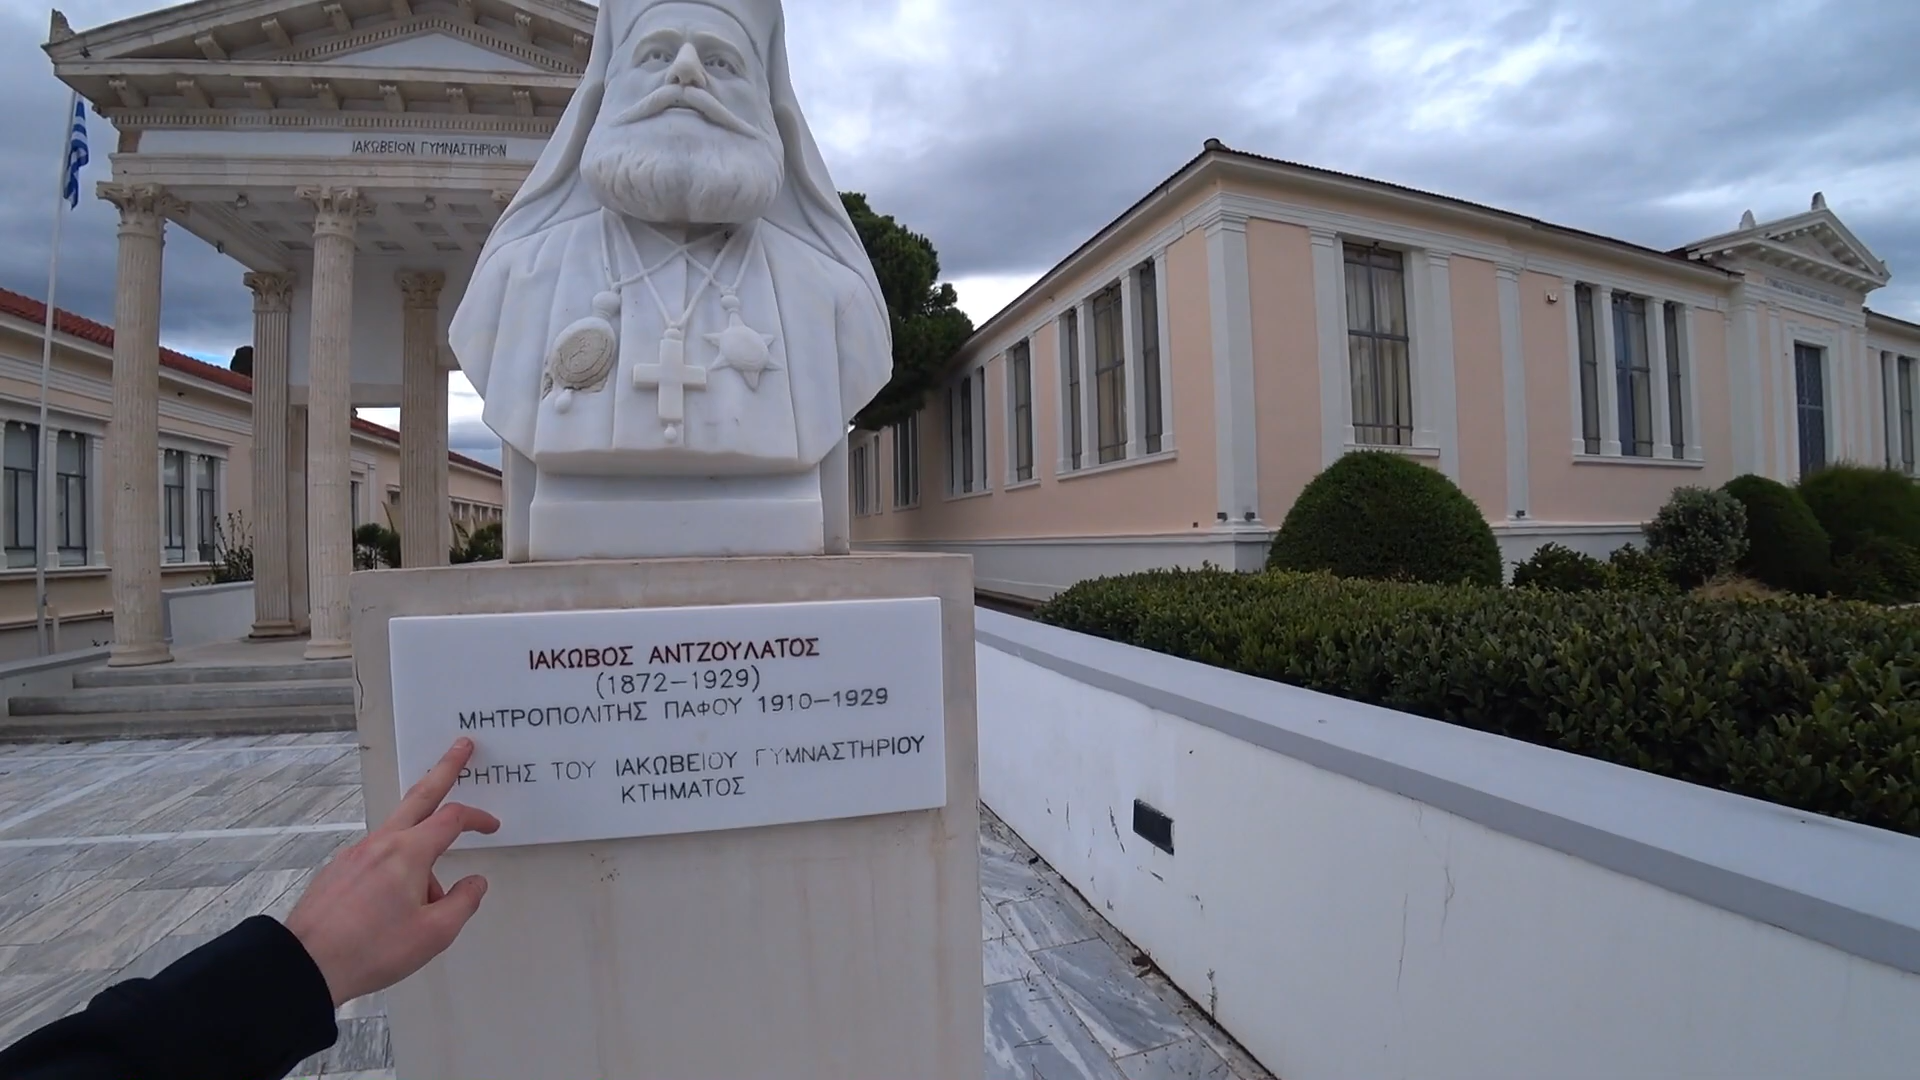 ΙΑΚΩΒΕΙΟΝ ΓΥΜΝΑΣΤΗΡΙΟΝ
ΙΑΚΩΒΟΣ ΑΝΤΖΟΥΛΑΤΟΣ
(1872–1929)
ΜΗΤΡΟΠΟΛΙΤΗΣ ΠΑΦΟΥ 1910–1929
ΤΟΥ ΙΑΚΩΒΕΙΟΥ ΓΥΜΝΑΣΤΗΡΙΟΥ
ΚΤΗΜΑΤΟΣ